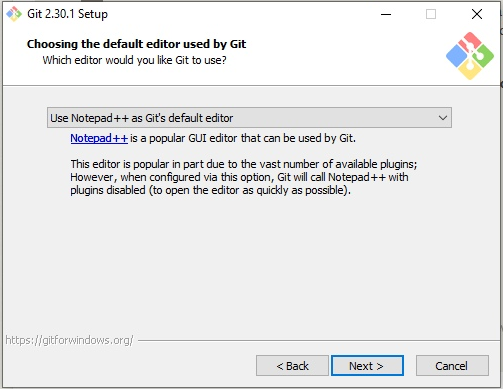 Git 2.30.1 Setup
Choosing the default editor used by Git
Which editor would you like Git to use?
Use Notepad++ as Git's default editor
Notepad++ is a popular GUI editor that can be used by Git.
This editor is popular in part due to the vast number of available plugins;
However, when configured via this option, Git will call Notepad++ with
plugins disabled (to open the editor as quickly as possible).
https://gitforwindows.org/
< Back
Next >
Cancel